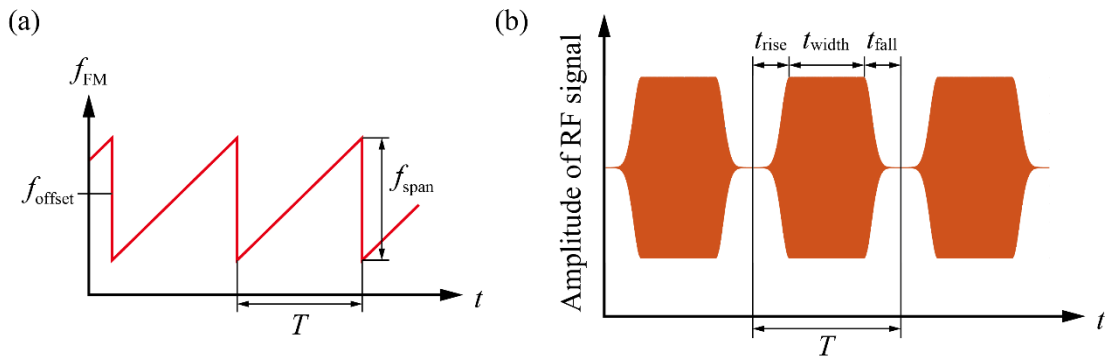 (a)
f_FM
f_offset
f_span
T
t
(b)
Amplitude of RF signal
t_rise t_width t_fall
T
t